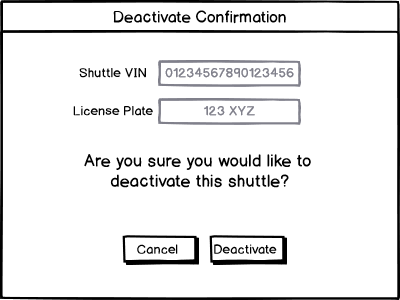 Deactivate Confirmation
Shuttle VIN 01234567890123456
License Plate 123 XYZ
Are you sure you would like to
deactivate this shuttle?
Cancel Deactivate